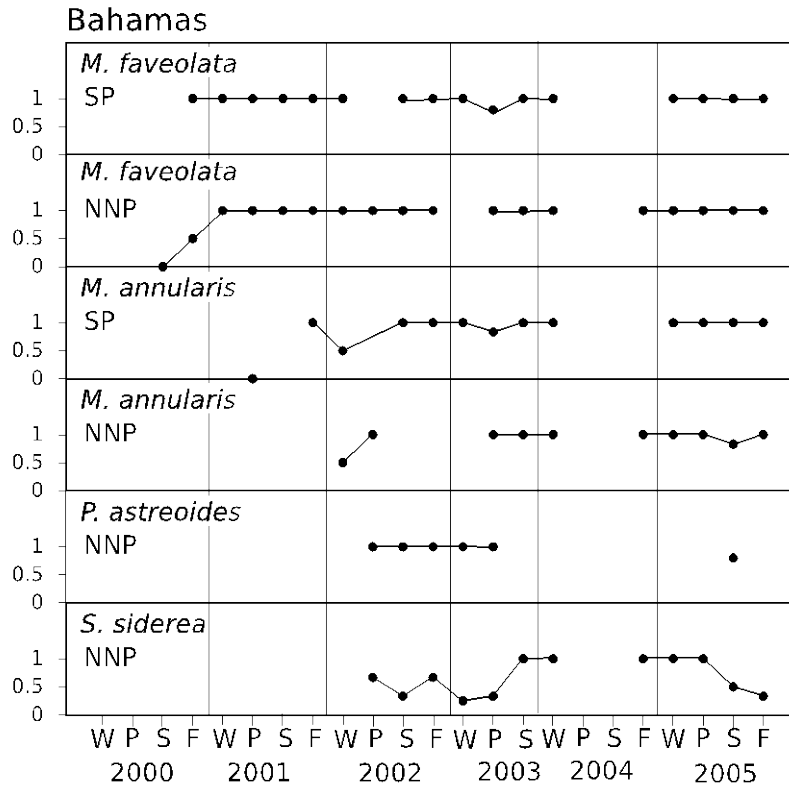 Bahamas
M. faveolata
SP
1
0.5
0
M. faveolata
NNP
1
0.5
0
M. annularis
SP
1
0.5
0
M. annularis
NNP
1
0.5
0
P. astreoides
NNP
1
0.5
0
S. siderea
NNP
1
0.5
0
W P S F W P S F W P S F W P S W P S F W P S F
2000 2001 2002 2003 2004 2005